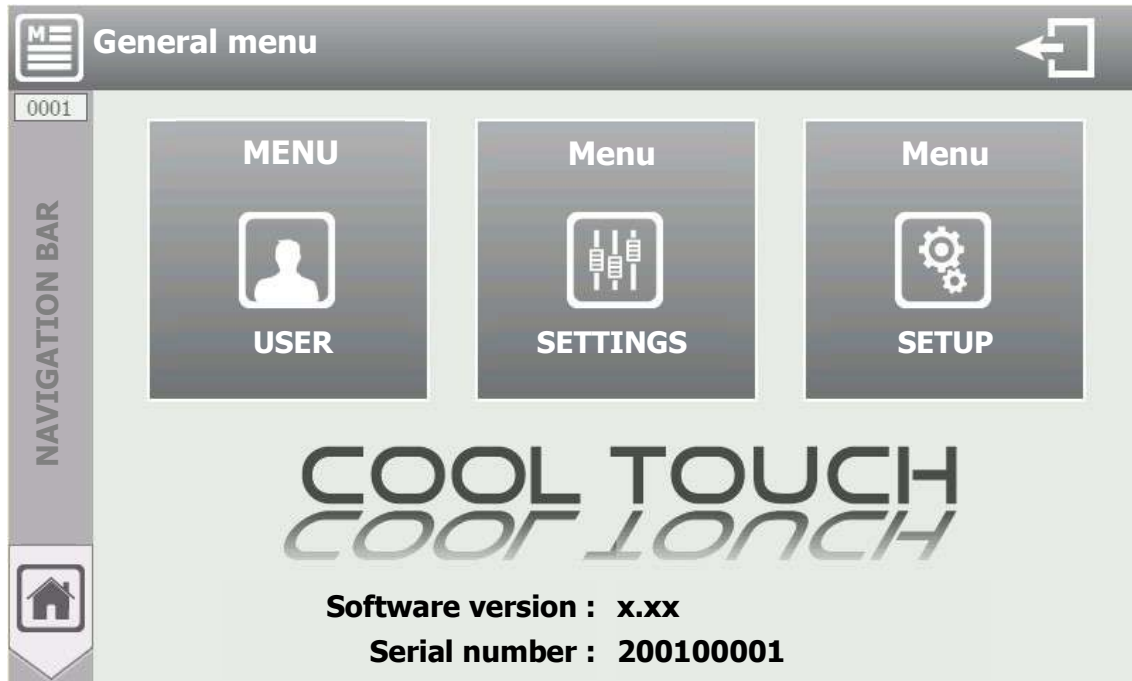 M
General menu
0001
NAVIGATION BAR
MENU
USER
Menu
SETTINGS
Menu
SETUP
COOL TOUCH
Software version : x.xx
Serial number : 200100001